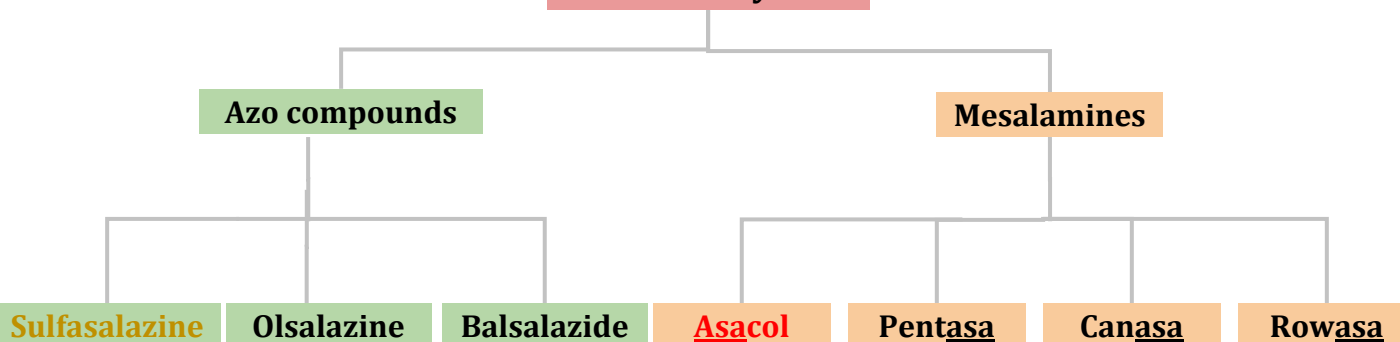 Azo compounds
Mesalamines
Sulfasalazine Olsalazine Balsalazide Asacol Pentasa Canasa Rowasa